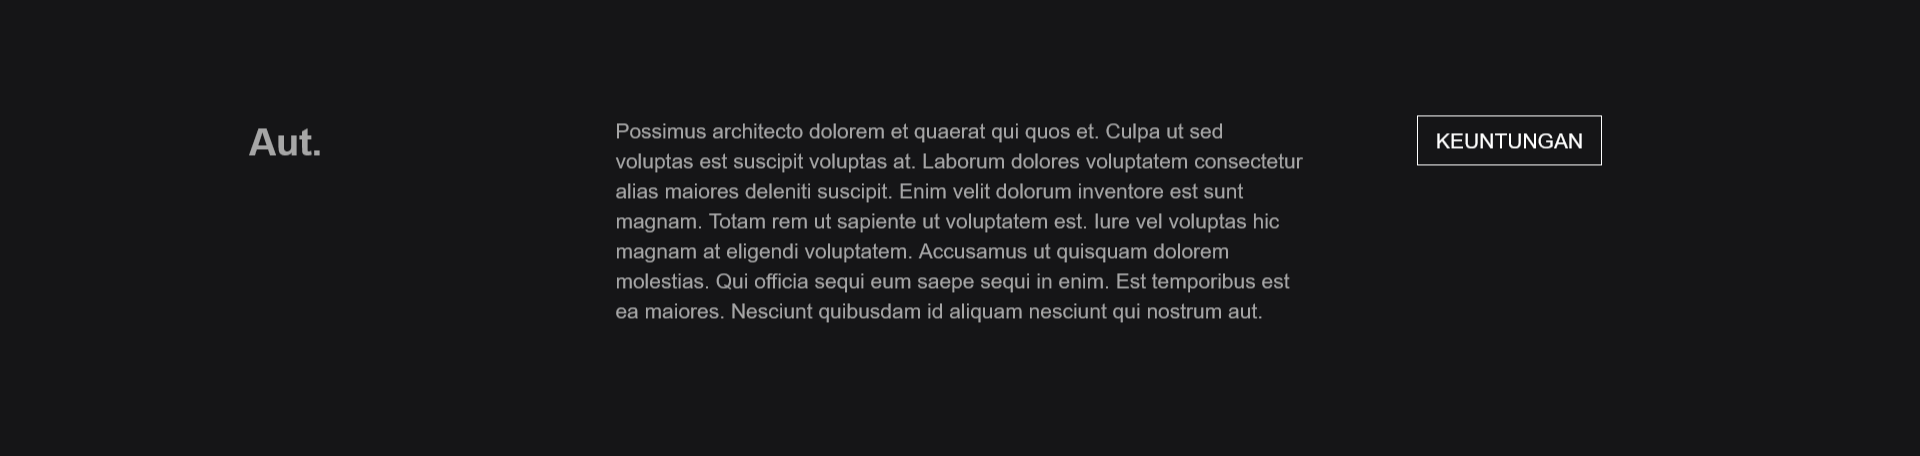 Aut.
Possimus architecto dolorem et quaerat qui quos et. Culpa ut sed
voluptas est suscipit voluptas at. Laborum dolores voluptatem consectetur
alias maiores deleniti suscipit. Enim velit dolorum inventore est sunt
magnam. Totam rem ut sapiente ut voluptatem est. Iure vel voluptas hic
magnam at eligendi voluptatem. Accusamus ut quisquam dolorem
molestias. Qui officia sequi eum saepe sequi in enim. Est temporibus est
ea maiores. Nesciunt quibusdam id aliquam nesciunt qui nostrum aut.
KEUNTUNGAN